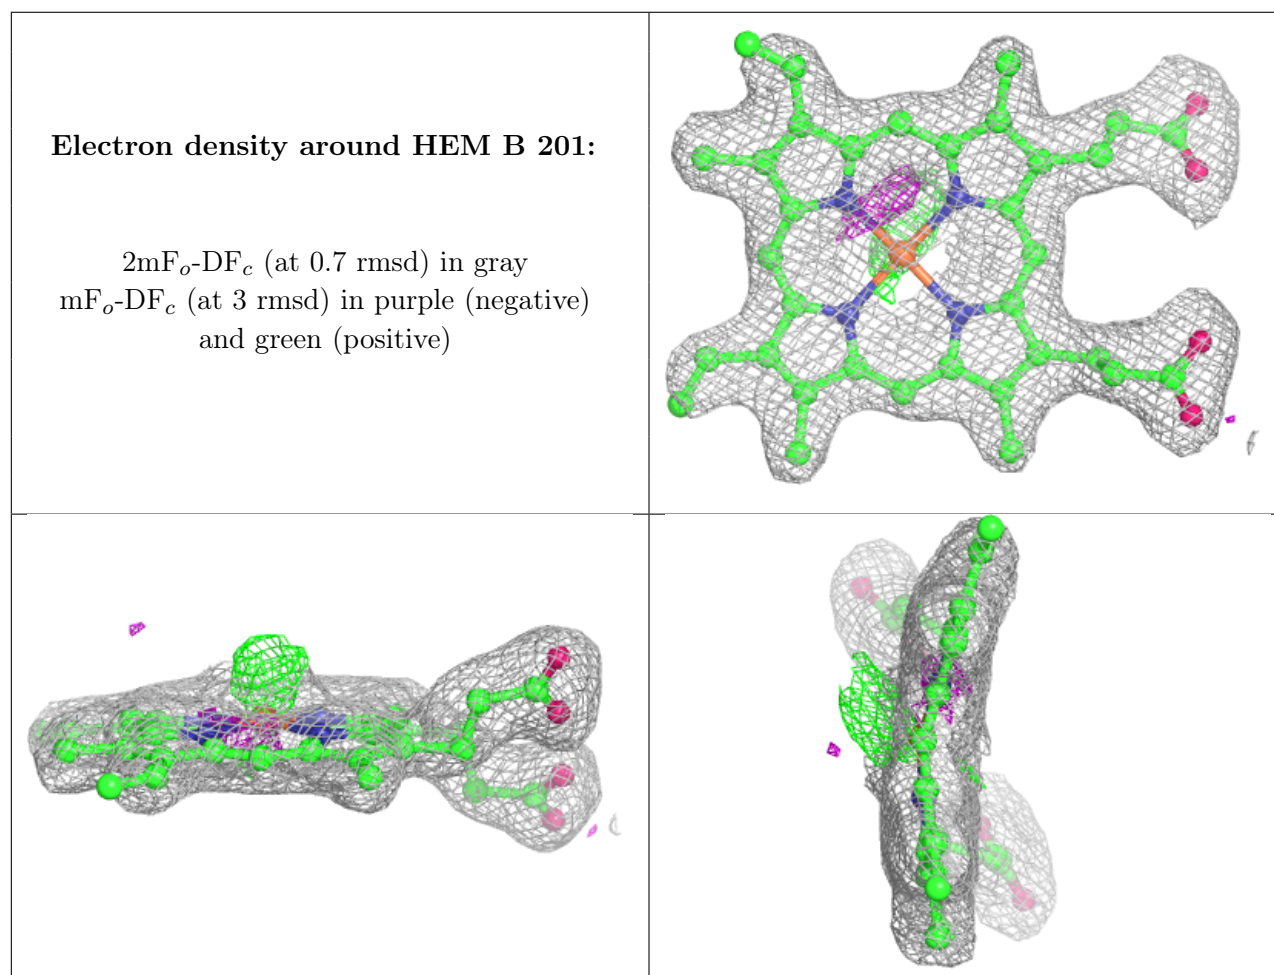 Electron density around HEM B 201:
2mFo-DFc (at 0.7 rmsd) in gray
mFo-DFc (at 3 rmsd) in purple (negative)
and green (positive)